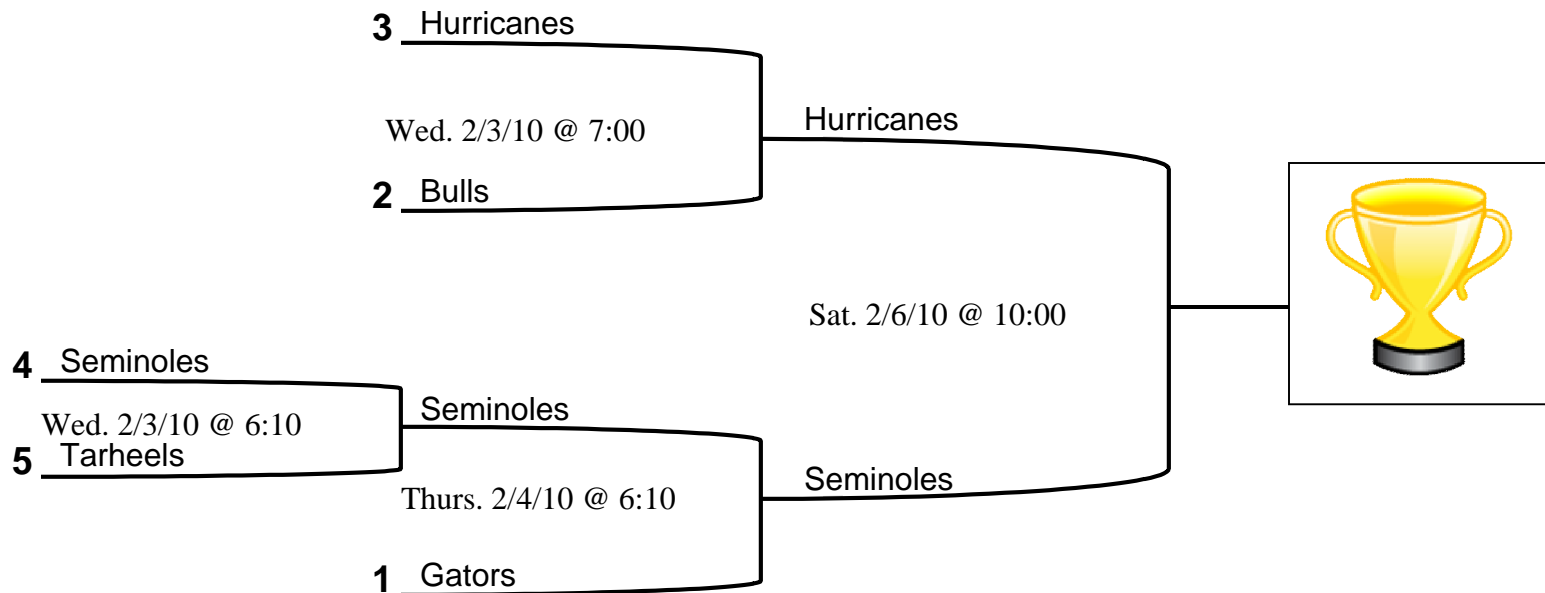 3 Hurricanes
Wed. 2/3/10 @ 7:00
Hurricanes
2 Bulls
Sat. 2/6/10 @ 10:00
4 Seminoles
Wed. 2/3/10 @ 6:10
Seminoles
5 Tarheels
Seminoles
Thurs. 2/4/10 @ 6:10
1 Gators